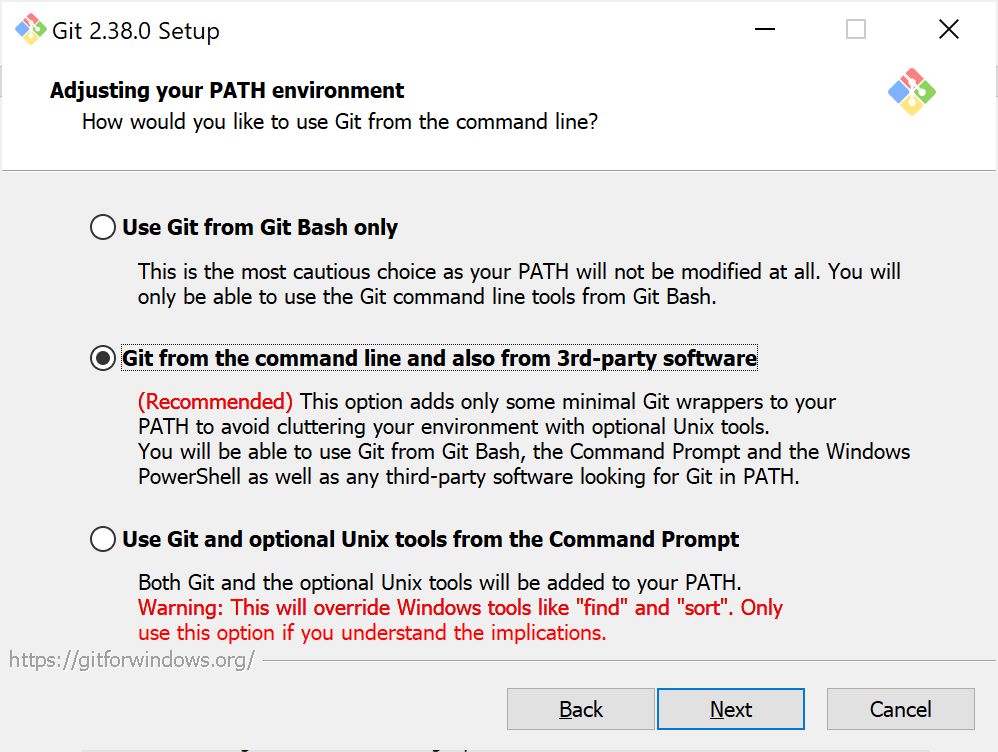 Git 2.38.0 Setup
Adjusting your PATH environment
How would you like to use Git from the command line?
Use Git from Git Bash only
This is the most cautious choice as your PATH will not be modified at all. You will
only be able to use the Git command line tools from Git Bash.
Git from the command line and also from 3rd-party software
(Recommended) This option adds only some minimal Git wrappers to your
PATH to avoid cluttering your environment with optional Unix tools.
You will be able to use Git from Git Bash, the Command Prompt and the Windows
PowerShell as well as any third-party software looking for Git in PATH.
Use Git and optional Unix tools from the Command Prompt
Both Git and the optional Unix tools will be added to your PATH.
Warning: This will override Windows tools like "find" and "sort". Only
use this option if you understand the implications.
https://gitforwindows.org/
Back Next Cancel